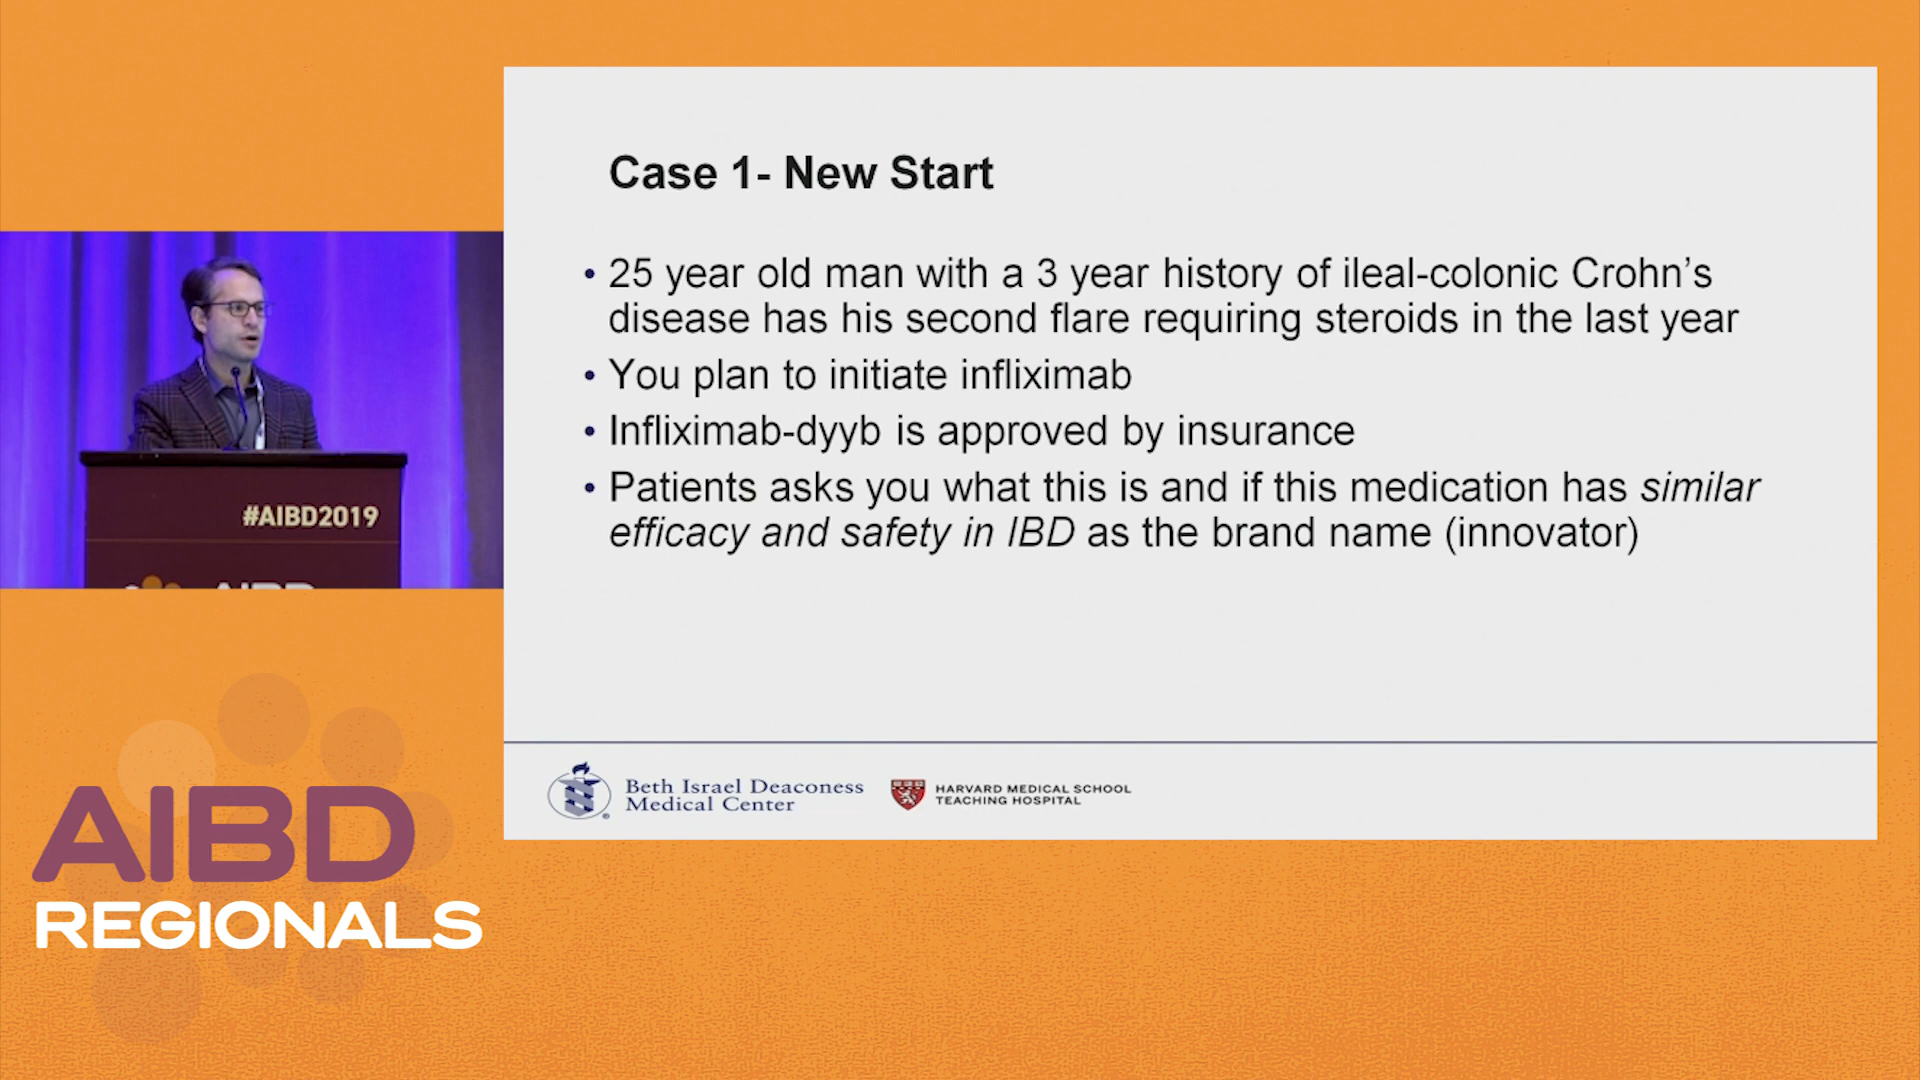 Case 1- New Start
• 25 year old man with a 3 year history of ileal-colonic Crohn's
disease has his second flare requiring steroids in the last year
• You plan to initiate infliximab
• Infliximab-dyyb is approved by insurance
• Patients asks you what this is and if this medication has similar
efficacy and safety in IBD as the brand name (innovator)
Beth Israel Deaconess
Medical Center
®
HARVARD MEDICAL SCHOOL
TEACHING HOSPITAL
#AIBD2019
AIBD
AIBD
REGIONALS